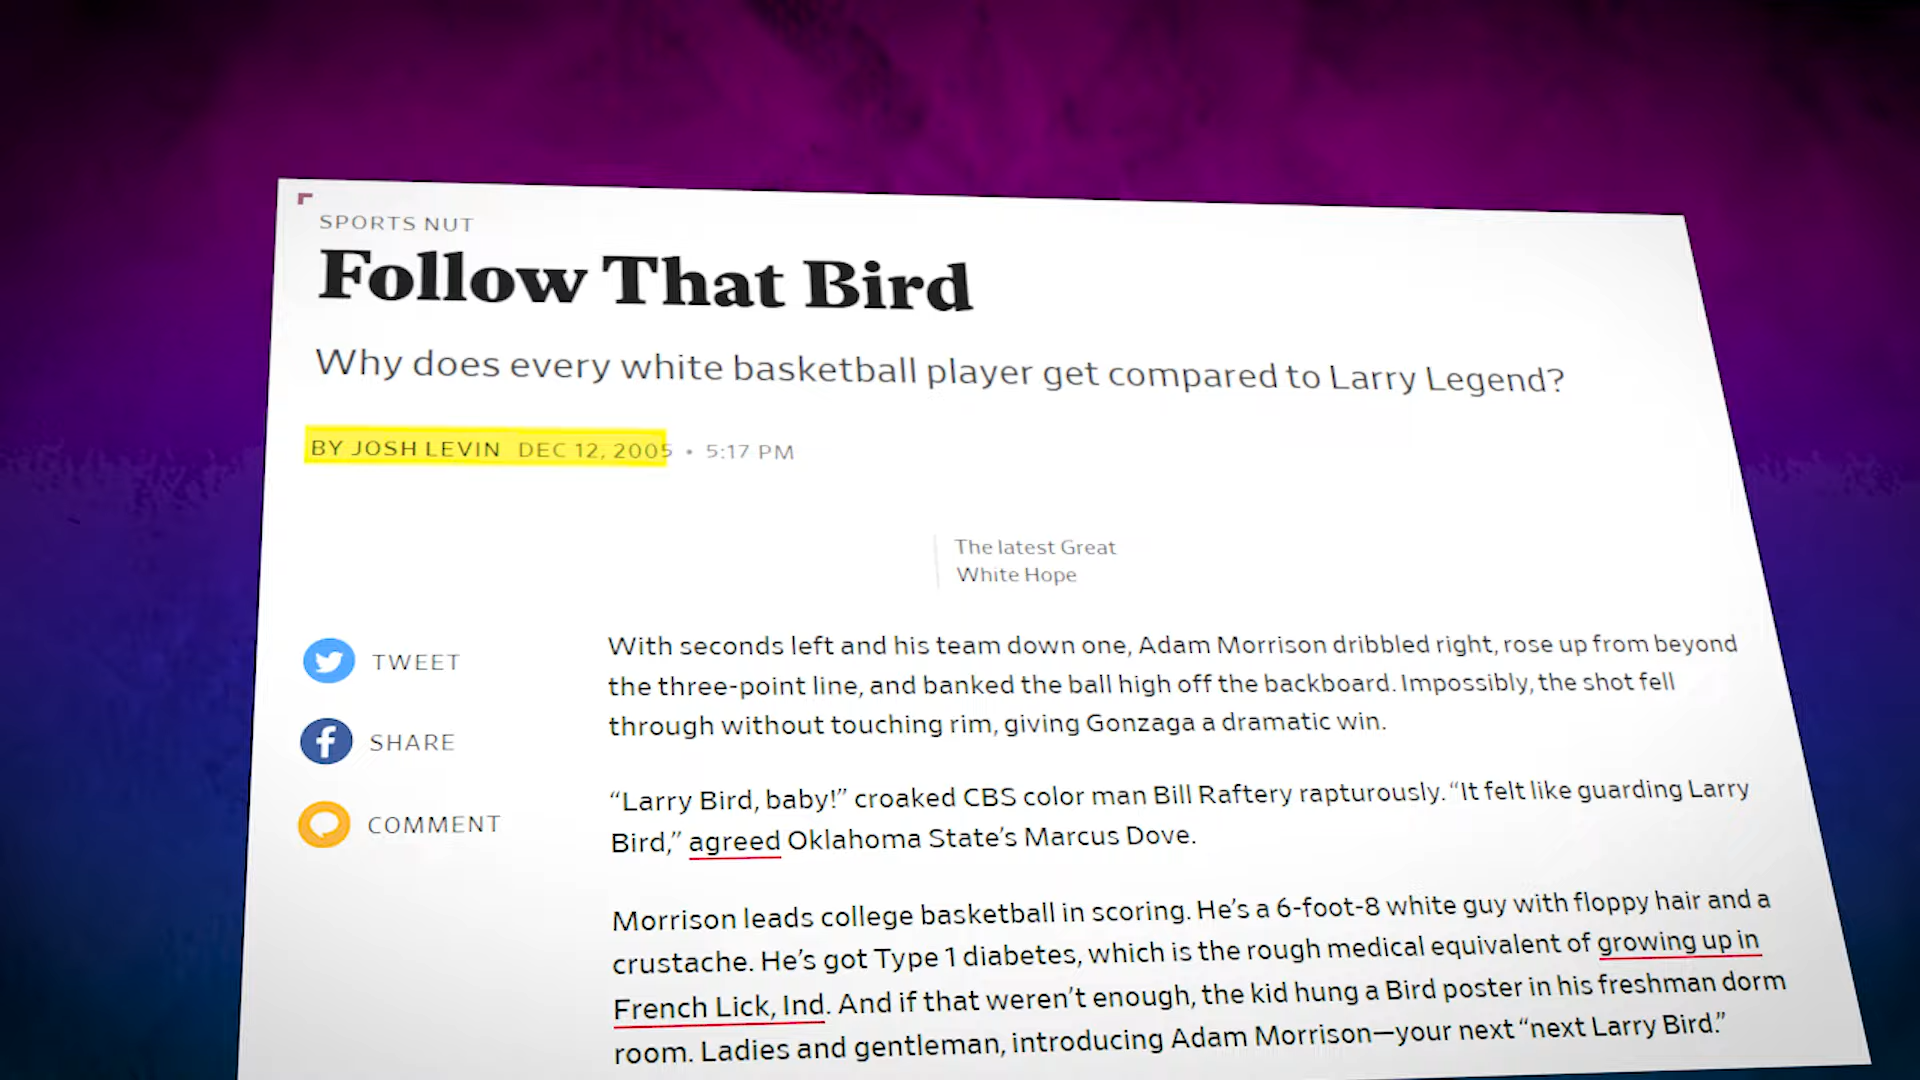 SPORTS NUT
Follow That Bird
Why does every white basketball player get compared to Larry Legend?
BY JOSH LEVIN DEC 12, 2005 • 5:17 PM
The latest Great
White Hope
TWEET
SHARE
COMMENT
With seconds left and his team down one, Adam Morrison dribbled right, rose up from beyond
the three-point line, and banked the ball high off the backboard. Impossibly, the shot fell
through without touching rim, giving Gonzaga a dramatic win.
“Larry Bird, baby!” croaked CBS color man Bill Raftery rapturously. “It felt like guarding Larry
Bird,” agreed Oklahoma State’s Marcus Dove.
Morrison leads college basketball in scoring. He’s a 6-foot-8 white guy with floppy hair and a
crustache. He’s got Type 1 diabetes, which is the rough medical equivalent of growing up in
French Lick, Ind. And if that weren’t enough, the kid hung a Bird poster in his freshman dorm
room. Ladies and gentleman, introducing Adam Morrison—your next “next Larry Bird.”